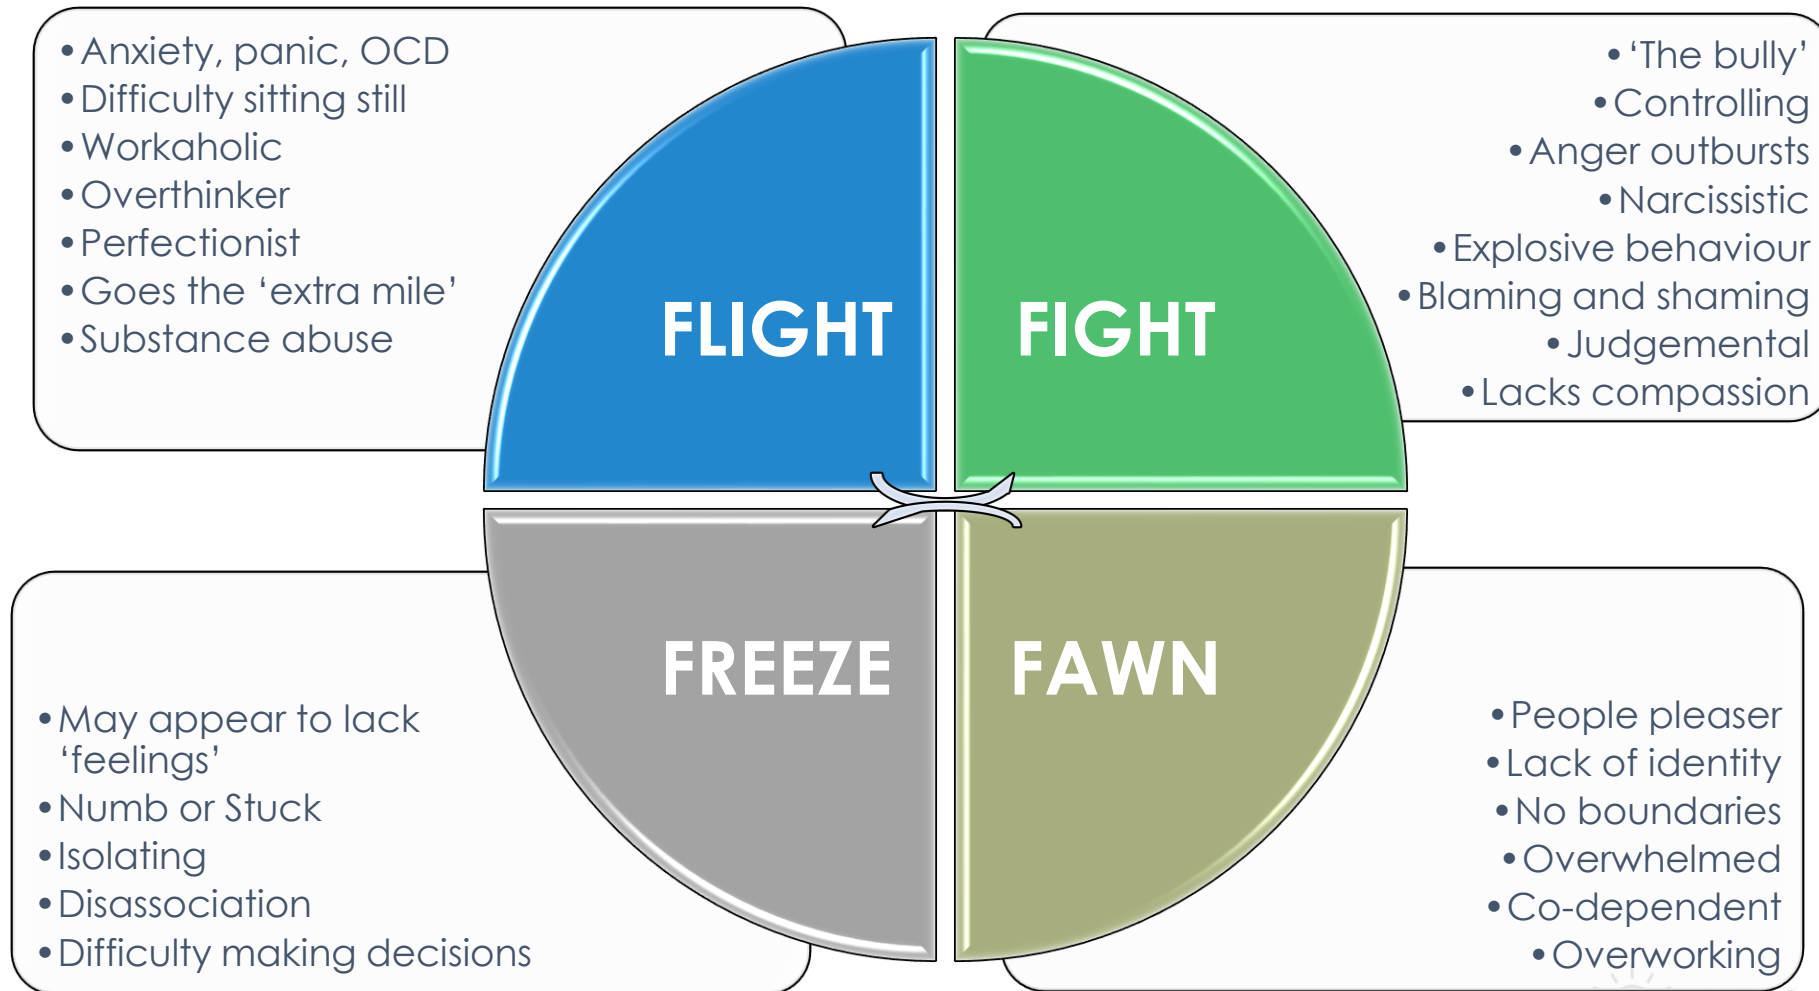 • Anxiety, panic, OCD
• Difficulty sitting still
• Workaholic
• Overthinker
• Perfectionist
• Goes the ‘extra mile’
• Substance abuse
FLIGHT
• ‘The bully’
• Controlling
• Anger outbursts
• Narcissistic
• Explosive behaviour
• Blaming and shaming
• Judgemental
• Lacks compassion
FIGHT
• May appear to lack
‘feelings’
• Numb or Stuck
• Isolating
• Disassociation
• Difficulty making decisions
FREEZE
• People pleaser
• Lack of identity
• No boundaries
• Overwhelmed
• Co-dependent
• Overworking
FAWN